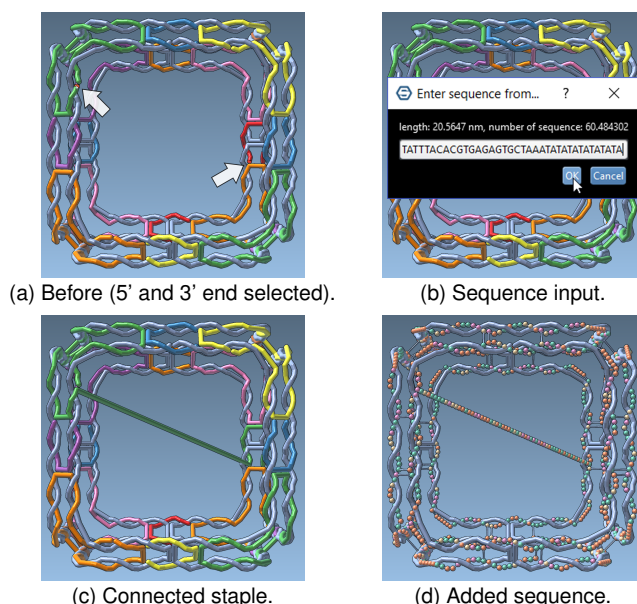 (a) Before (5’ and 3’ end selected).
Enter sequence from... ? ×
length: 20.5647 nm, number of sequence: 60.484302
TATTTACACGTGAGAGTGCTAAATATATATATATATA
OK Cancel
(b) Sequence input.
(c) Connected staple.
(d) Added sequence.